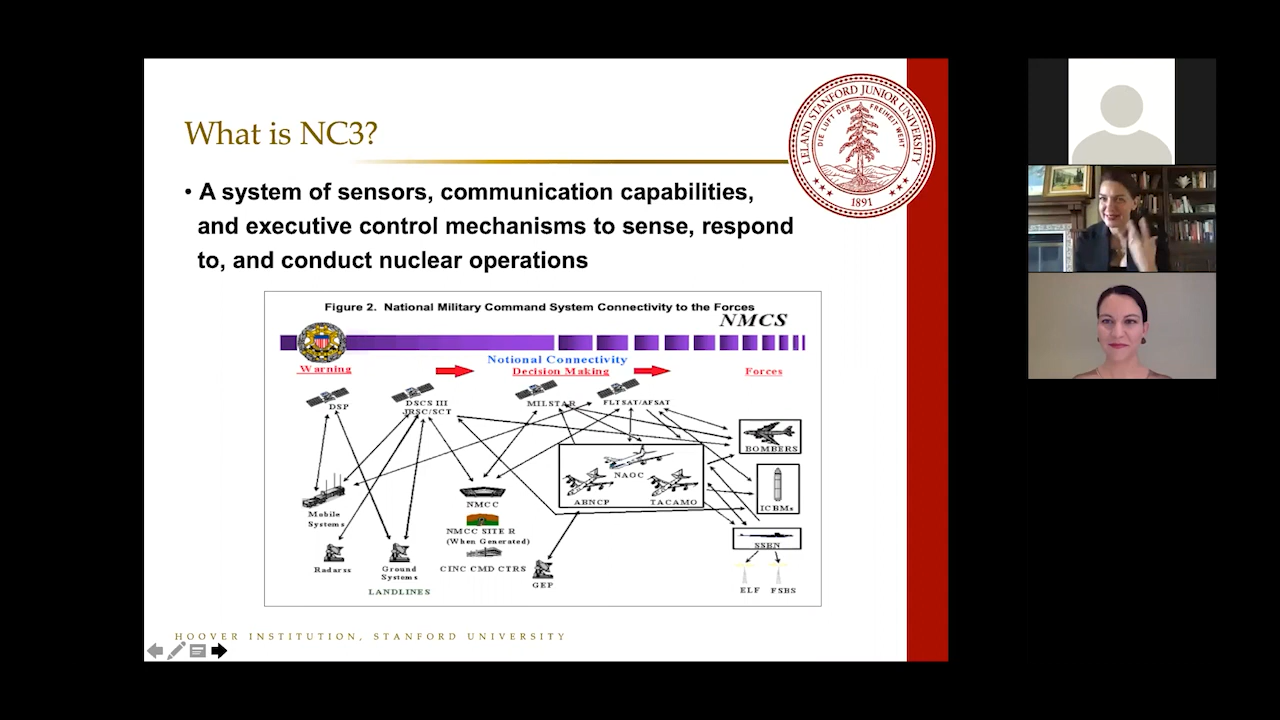 What is NC3?
LELAND STANFORD JUNIOR UNIVERSITY
DIE LUFT DER FREIHEIT WEHT
1891
• A system of sensors, communication capabilities,
and executive control mechanisms to sense, respond
to, and conduct nuclear operations
Figure 2. National Military Command System Connectivity to the Forces
NMCS
Notional Connectivity
Warning
Decision Making
Forces
DSP
DSCS III
JRSC/SCT
MILSTAR
FLTSAT/AFSAT
BOMBERS
NAOC
ABNCP
TACAMO
ICBMs
Mobile
Systems
NMCC
NMCC SITE R
(When Generated)
SSBN
Radarss
Ground
Systems
CINC CMD CTRS
GEP
LANDLINES
ELF
FSBS
HOOVER INSTITUTION, STANFORD UNIVERSITY